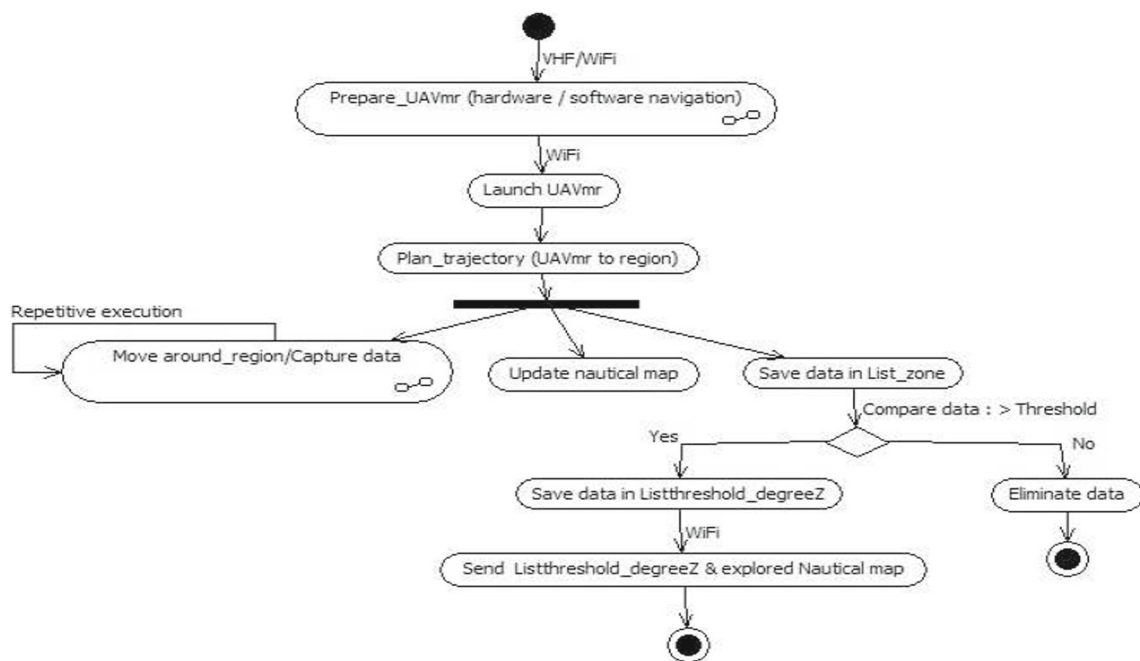 VHF/WiFi
Prepare_UAVmr (hardware / software navigation)
WiFi
Launch UAVmr
Plan_trajectory (UAVmr to region)
Repetitive execution
Move around_region/Capture data
Update nautical map
Save data in List_zone
Compare data : > Threshold
Yes
No
Save data in Listthreshold_degreeZ
Eliminate data
WiFi
Send Listthreshold_degreeZ & explored Nautical map